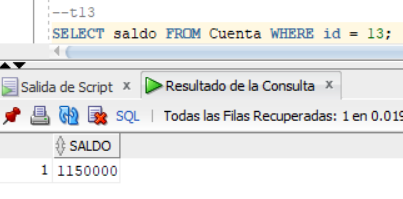 --t13
SELECT saldo FROM Cuenta WHERE id = 13;
Salida de Script x Resultado de la Consulta x
SQL | Todas las Filas Recuperadas: 1 en 0.019
SALDO
1 1150000